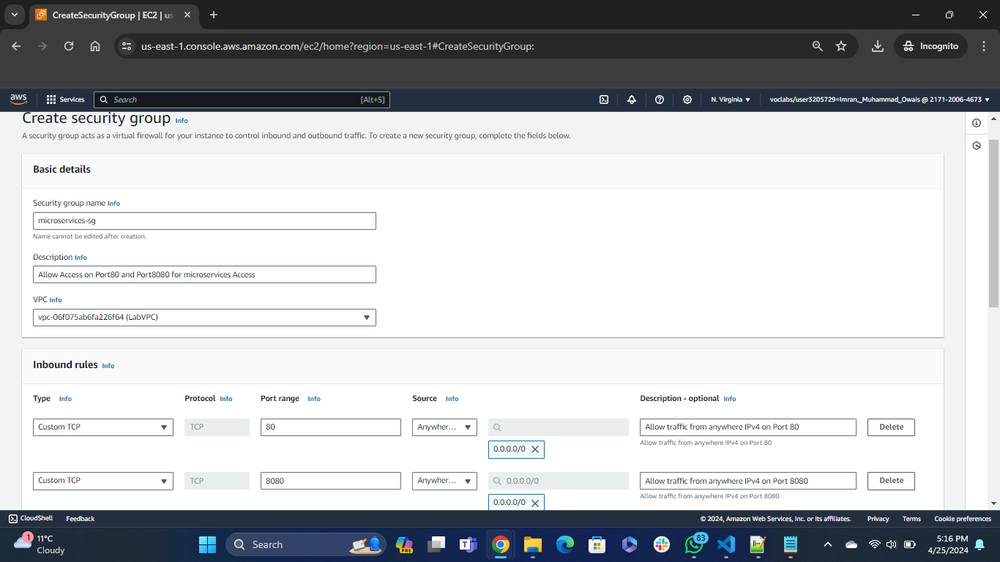 CreateSecurityGroup | EC2 | us
us-east-1.console.aws.amazon.com/ec2/home?region=us-east-1#CreateSecurityGroup:
Incognito
aws
Services
Search
[Alt+S]
N. Virginia
voclabs/user3205729=Imran,_Muhammad_Owais @ 2171-2006-4673
Create security group Info
A security group acts as a virtual firewall for your instance to control inbound and outbound traffic. To create a new security group, complete the fields below.
Basic details
Security group name Info
microservices-sg
Name cannot be edited after creation.
Description Info
Allow Access on Port80 and Port8080 for microservices Access
VPC Info
vpc-06f075ab6fa226f64 (LabVPC)
Inbound rules Info
Type Info Protocol Info Port range Info Source Info Description - optional Info
Custom TCP TCP 80 Anywher... Allow traffic from anywhere IPv4 on Port 80 Delete
Allow traffic from anywhere IPv4 on Port 80
0.0.0.0/0
Custom TCP TCP 8080 Anywher... 0.0.0.0/0 Allow traffic from anywhere IPv4 on Port 8080 Delete
Allow traffic from anywhere IPv4 on Port 8080
0.0.0.0/0
CloudShell Feedback © 2024, Amazon Web Services, Inc. or its affiliates. Privacy Terms Cookie preferences
1
11°C
Cloudy
Search
PRE
83
5:16 PM
4/25/2024